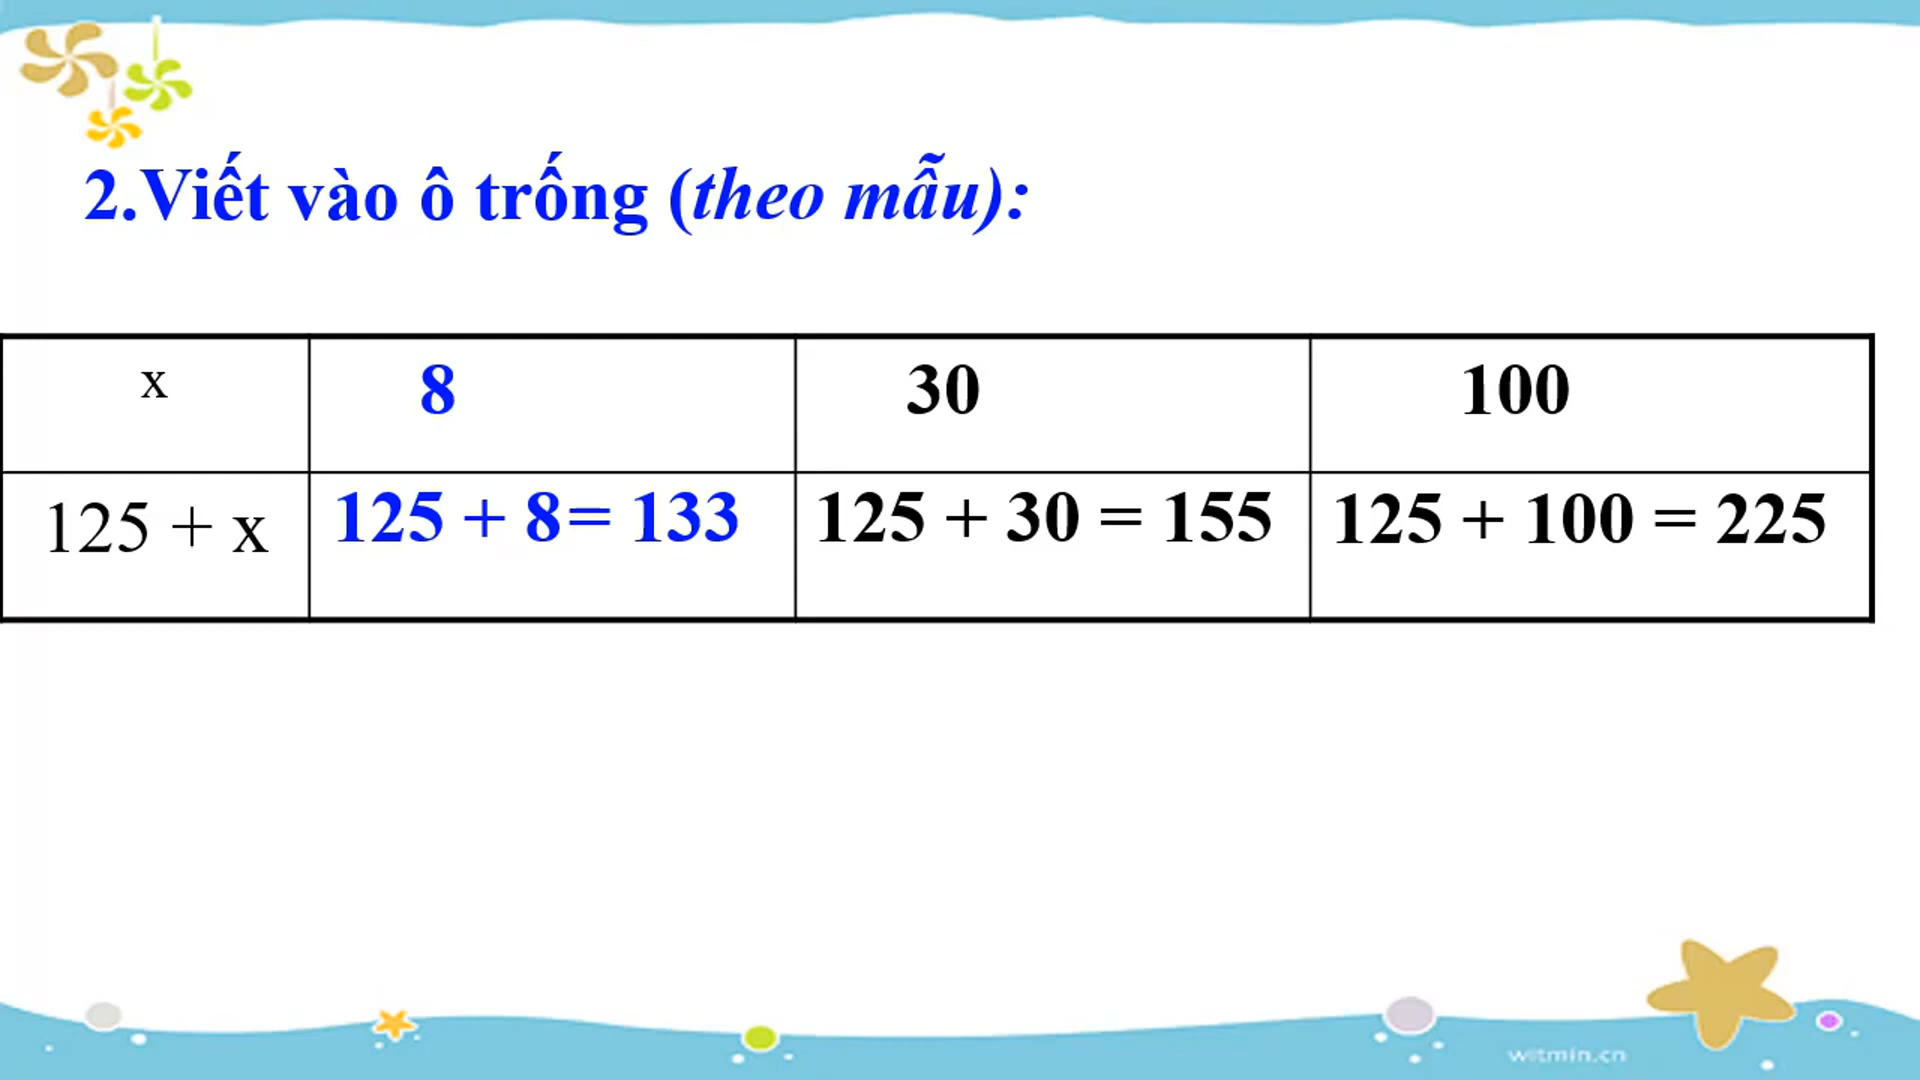 2.Viết vào ô trống (theo mẫu):
x 8 30 100
125 + x 125 + 8= 133 125 + 30 = 155 125 + 100 = 225
witmin.cn